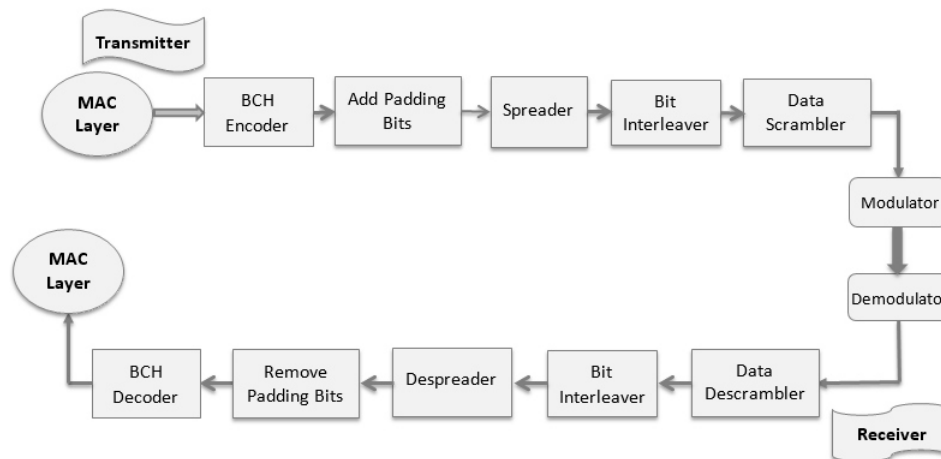 Transmitter
MAC
Layer
BCH
Encoder
Add Padding
Bits
Spreader
Bit
Interleaver
Data
Scrambler
Modulator
Demodulato
MAC
Layer
BCH
Decoder
Remove
Padding Bits
Despreader
Bit
Interleaver
Data
Descrambler
Receiver